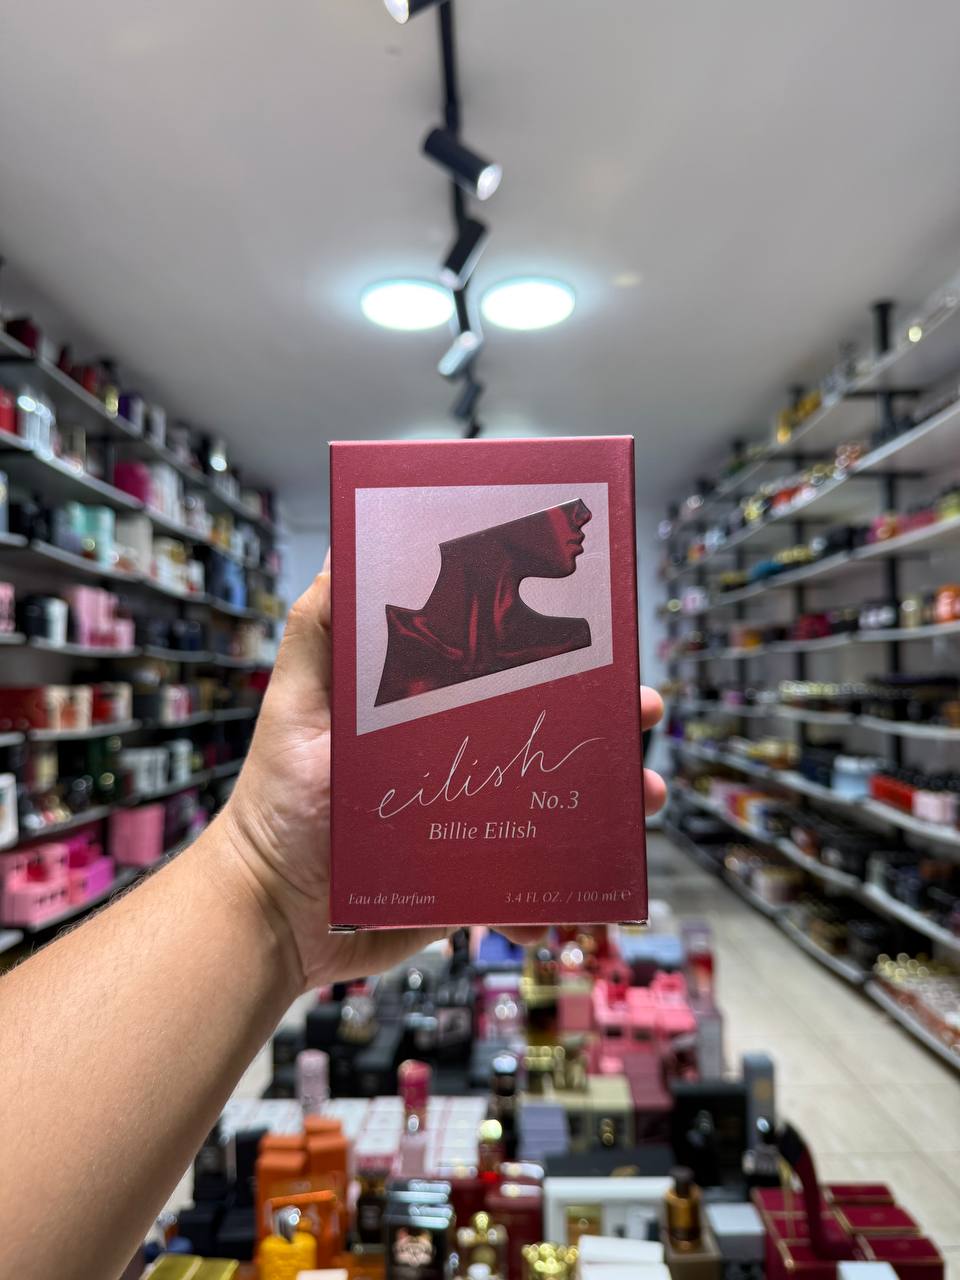 eilish
No.3
Billie Eilish
Eau de Parfum 3.4 FL OZ. / 100 mL ℮